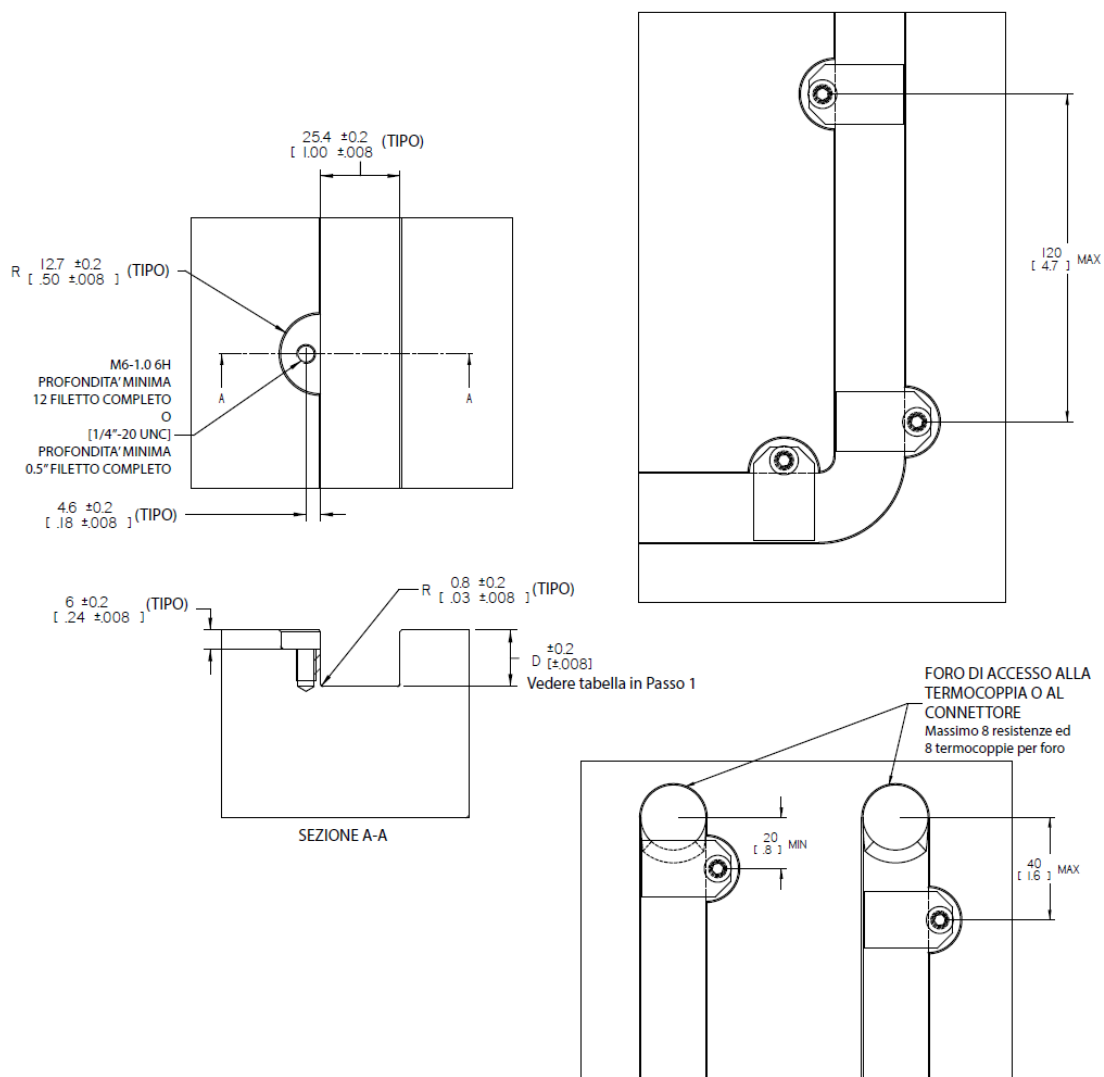 25.4 ±0.2 (TIPO)
[ 1.00 ±.008
R 12.7 ±0.2 (TIPO)
[ .50 ±.008 ]
M6-1.0 6H
PROFONDITA' MINIMA
12 FILETTO COMPLETO
O
[1/4"-20 UNC]
PROFONDITA' MINIMA
0.5" FILETTO COMPLETO
A
A
4.6 ±0.2 (TIPO)
[ .18 ±.008 ]
120 MAX
[ 4.7 ]
6 ±0.2 (TIPO)
[ .24 ±.008 ]
R 0.8 ±0.2 (TIPO)
[ .03 ±.008 ]
D ±0.2
[±.008]
Vedere tabella in Passo 1
SEZIONE A-A
FORO DI ACCESSO ALLA
TERMOCOPPIA O AL
CONNETTORE
Massimo 8 resistenze ed
8 termocoppie per foro
20 MIN
[ .8 ]
40 MAX
[ 1.6 ]